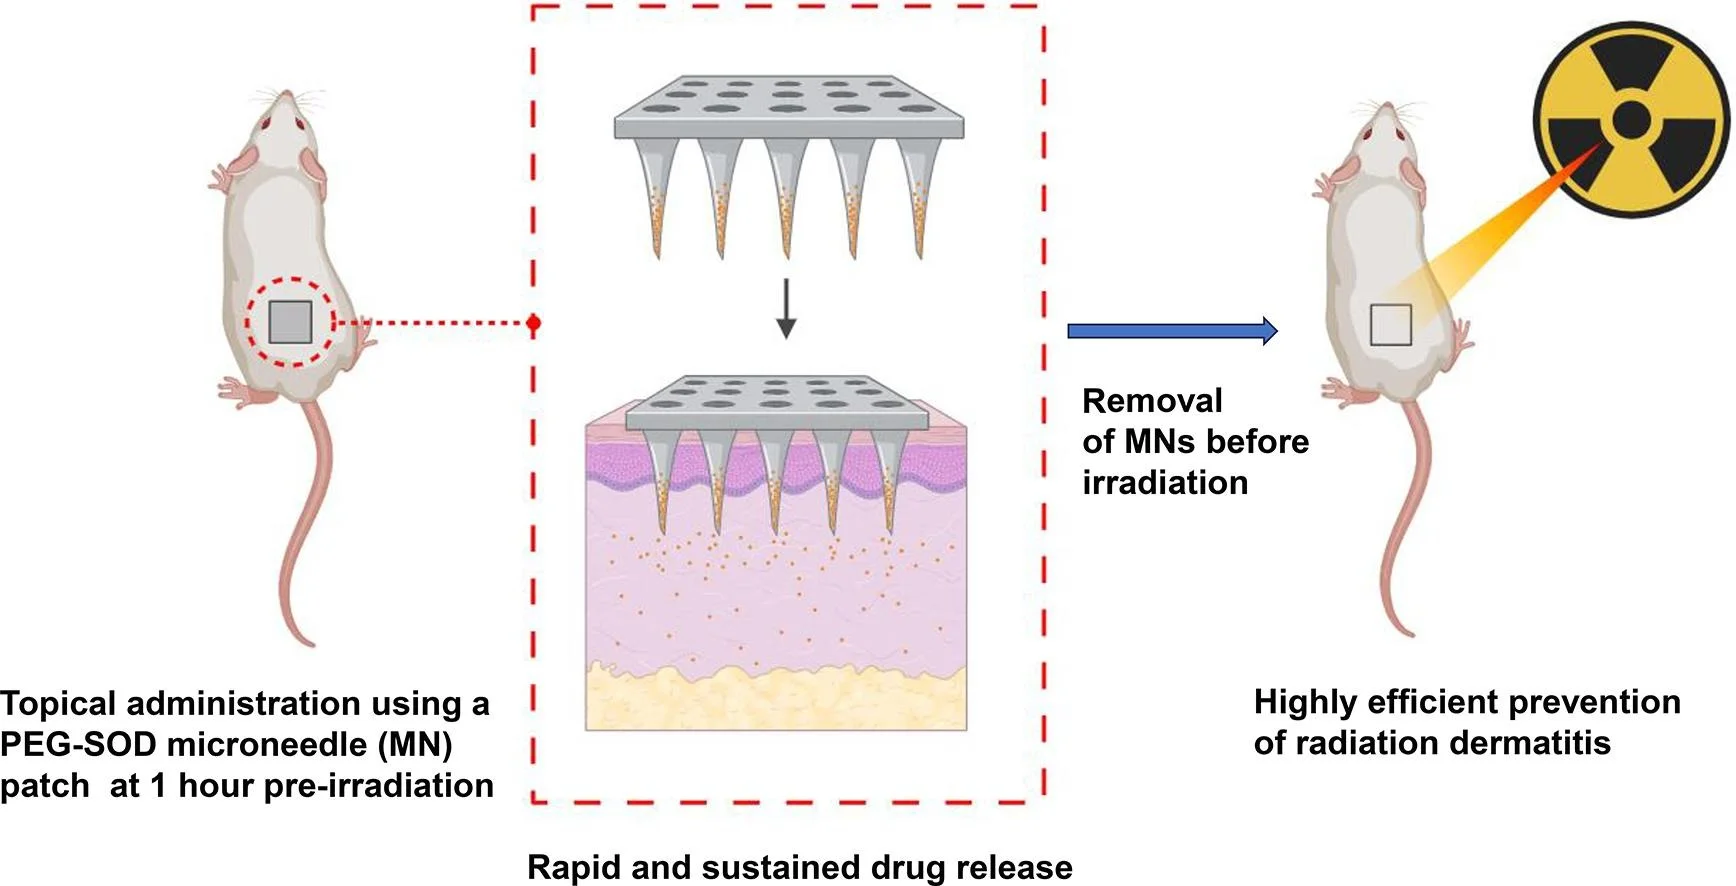 Topical administration using a
PEG-SOD microneedle (MN)
patch  at 1 hour pre-irradiation
Rapid and sustained drug release
Removal
of MNs before
irradiation
Highly efficient prevention
of radiation dermatitis